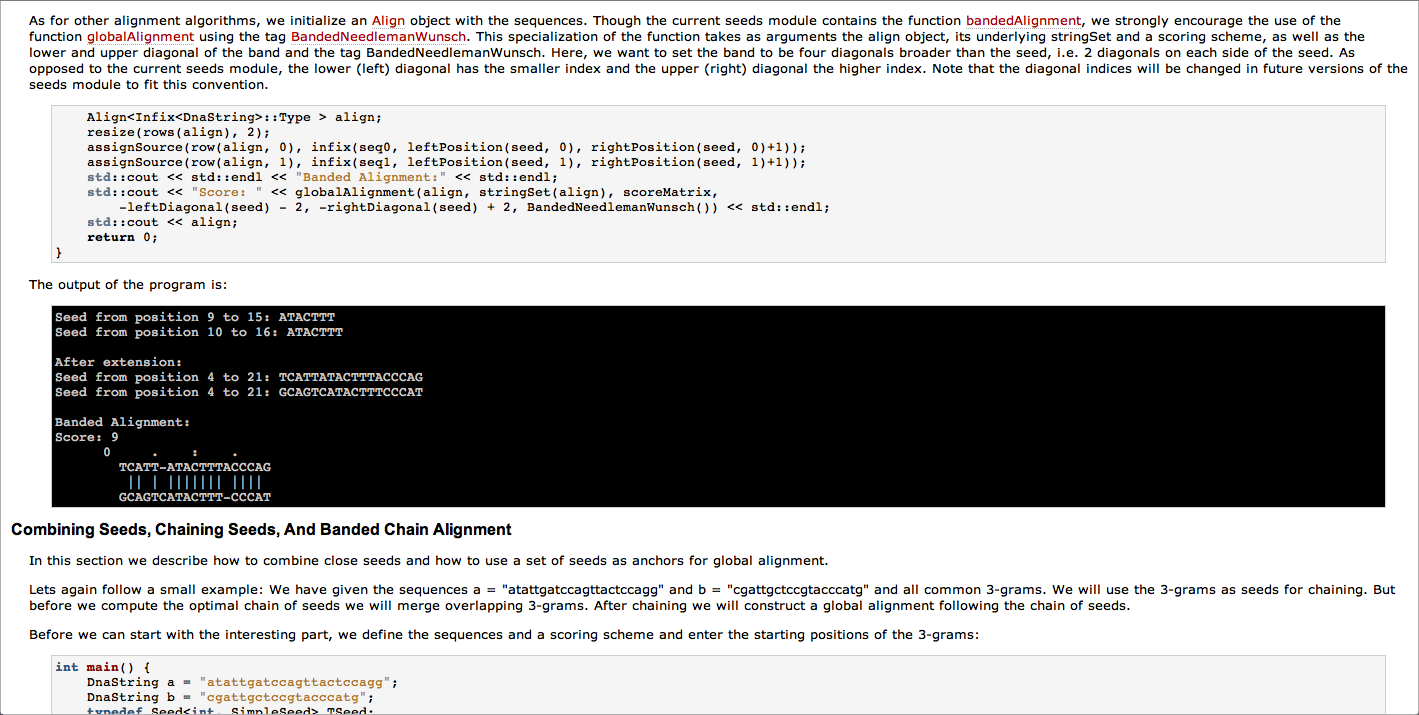 As for other alignment algorithms, we initialize an Align object with the sequences. Though the current seeds module contains the function bandedAlignment, we strongly encourage the use of the
function globalAlignment using the tag BandedNeedlemanWunsch. This specialization of the function takes as arguments the align object, its underlying stringSet and a scoring scheme, as well as the
lower and upper diagonal of the band and the tag BandedNeedlemanWunsch. Here, we want to set the band to be four diagonals broader than the seed, i.e. 2 diagonals on each side of the seed. As
opposed to the current seeds module, the lower (left) diagonal has the smaller index and the upper (right) diagonal the higher index. Note that the diagonal indices will be changed in future versions of the
seeds module to fit this convention.
Align<Infix<DnaString>::Type > align;
resize(rows(align), 2);
assignSource(row(align, 0), infix(seq0, leftPosition(seed, 0), rightPosition(seed, 0)+1));
assignSource(row(align, 1), infix(seq1, leftPosition(seed, 1), rightPosition(seed, 1)+1));
std::cout << std::endl << "Banded Alignment:" << std::endl;
std::cout << "Score: " << globalAlignment(align, stringSet(align), scoreMatrix,
-leftDiagonal(seed) - 2, -rightDiagonal(seed) + 2, BandedNeedlemanWunsch()) << std::endl;
std::cout << align;
return 0;
}
The output of the program is:
Seed from position 9 to 15: ATACTTT
Seed from position 10 to 16: ATACTTT
After extension:
Seed from position 4 to 21: TCATTATACTTTACCCAG
Seed from position 4 to 21: GCAGTCATACTTTCCCAT
Banded Alignment:
Score: 9
0     .    :    .
TCATT-ATACTTTACCCAG
|| | ||||||| ||||
GCAGTCATACTTT-CCCAT
Combining Seeds, Chaining Seeds, And Banded Chain Alignment
In this section we describe how to combine close seeds and how to use a set of seeds as anchors for global alignment.
Lets again follow a small example: We have given the sequences a = "atattgatccagttactccagg" and b = "cgattgctccgtacccatg" and all common 3-grams. We will use the 3-grams as seeds for chaining. But
before we compute the optimal chain of seeds we will merge overlapping 3-grams. After chaining we will construct a global alignment following the chain of seeds.
Before we can start with the interesting part, we define the sequences and a scoring scheme and enter the starting positions of the 3-grams:
int main() {
DnaString a = "atattgatccagttactccagg";
DnaString b = "cgattgctccgtacccatg";
typedef Seed<int, SimpleSeed> TSeed;